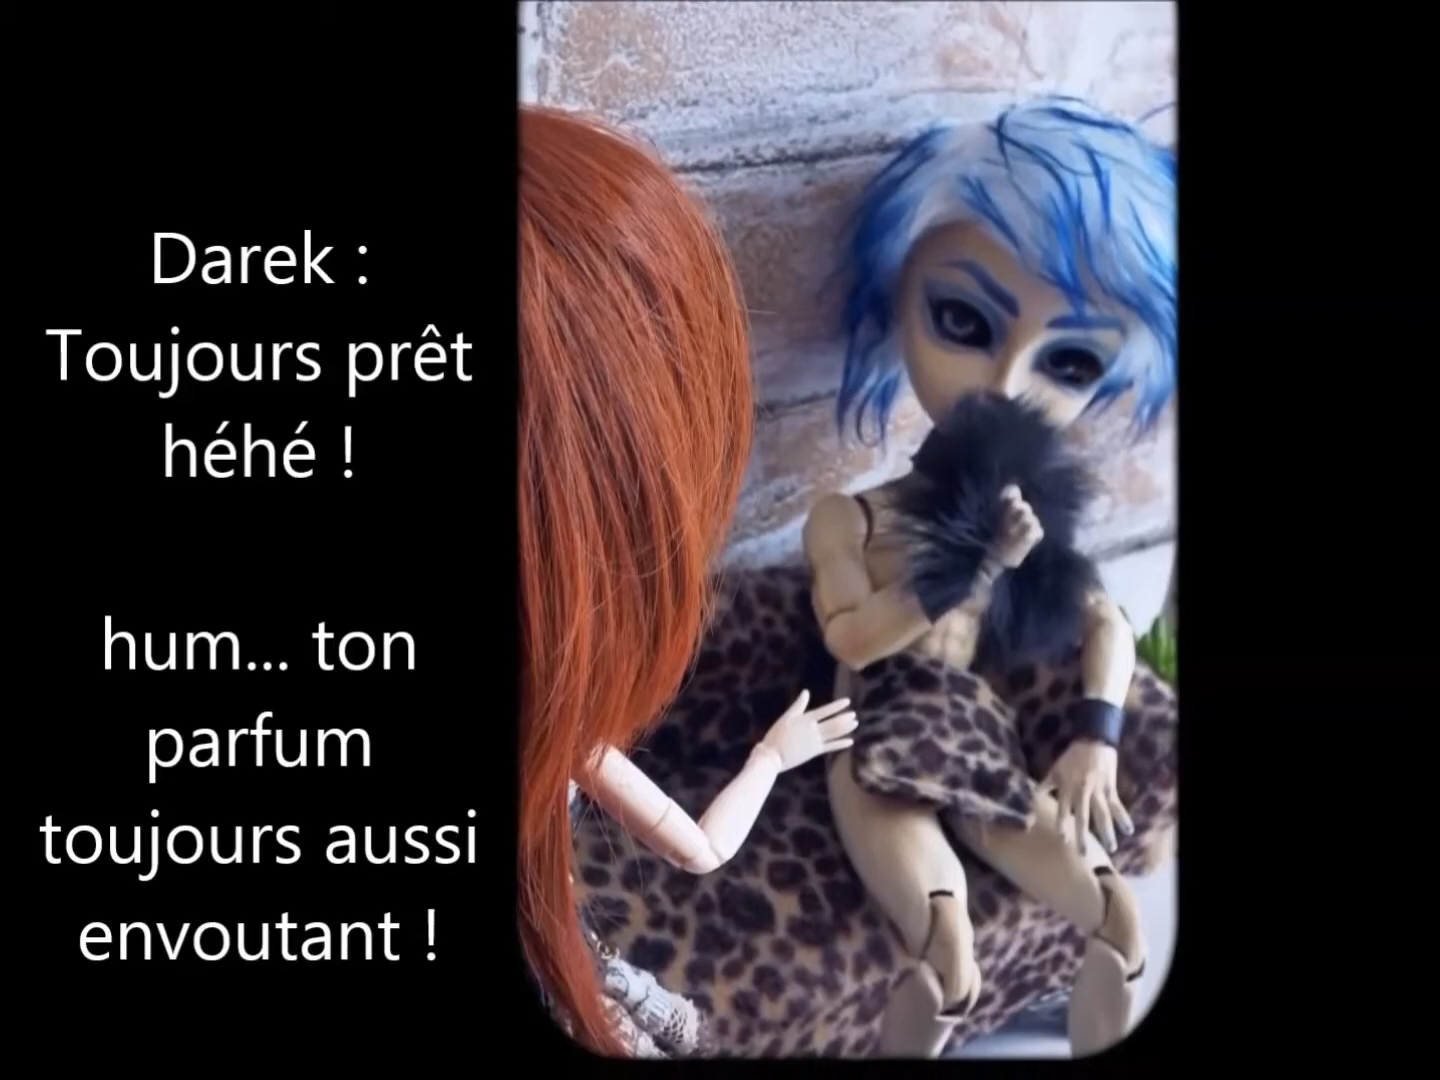 Darek :
Toujours prêt
héhé !
hum... ton
parfum
toujours aussi
envoutant !